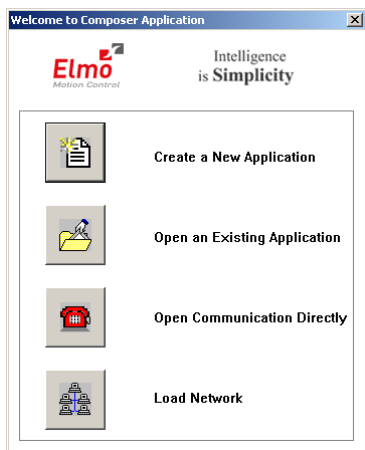 Welcome to Composer Application
Elmo
Motion Control
Intelligence
is Simplicity
Create a New Application
Open an Existing Application
Open Communication Directly
Load Network